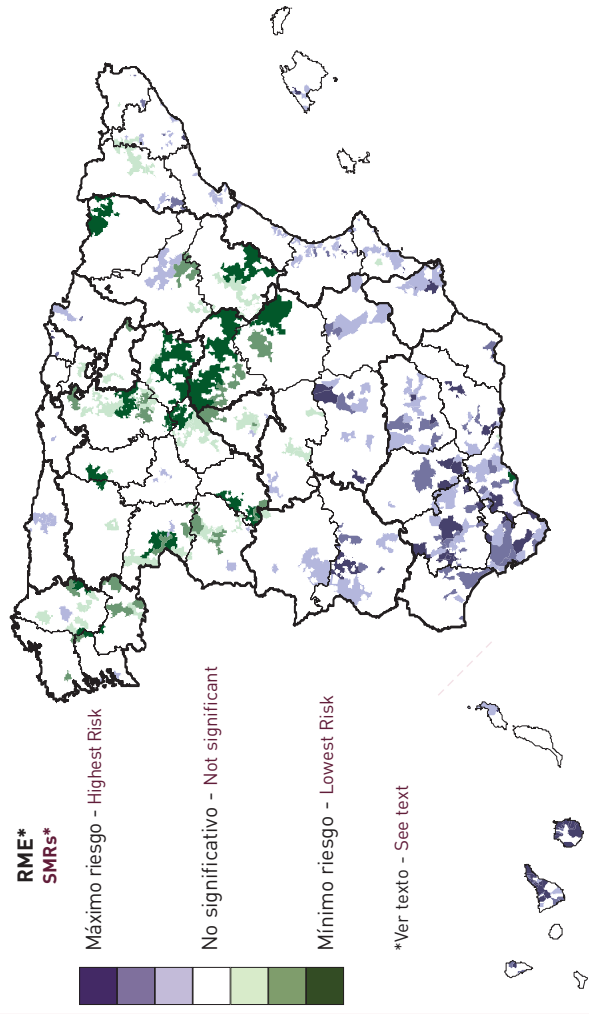 RME*
SMRs*
Máximo riesgo - Highest Risk
No significativo - Not significant
Mínimo riesgo - Lowest Risk
*Ver texto - See text